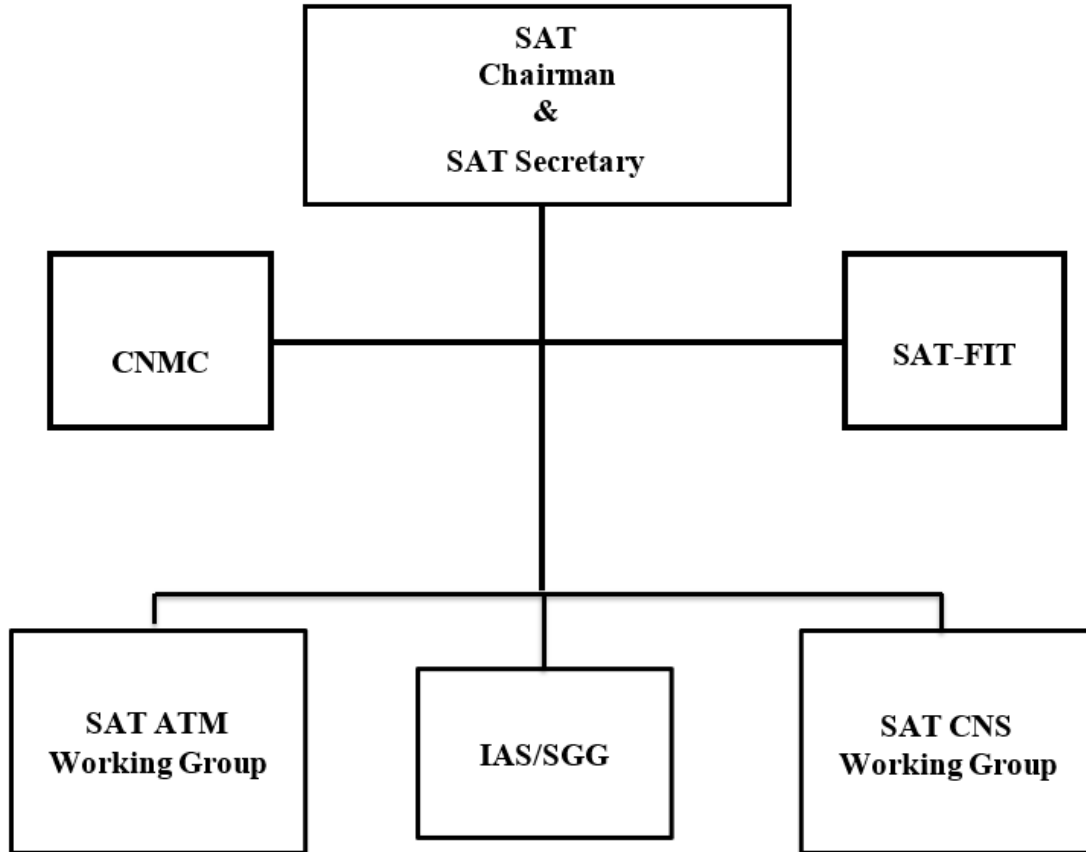 SAT
Chairman
&
SAT Secretary
CNMC
SAT-FIT
SAT ATM
Working Group
IAS/SGG
SAT CNS
Working Group